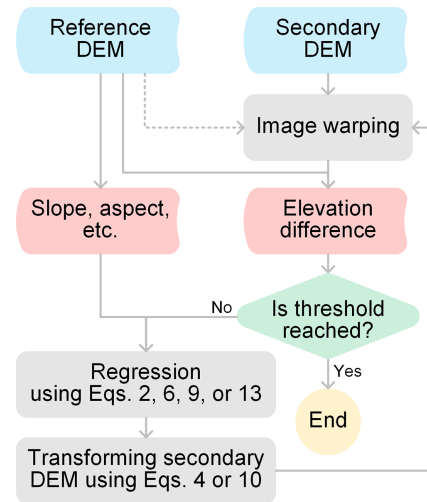 Reference
DEM
Secondary
DEM
Image warping
Slope, aspect,
etc.
Elevation
difference
No
Is threshold
reached?
Yes
Regression
using Eqs. 2, 6, 9, or 13
End
Transforming secondary
DEM using Eqs. 4 or 10